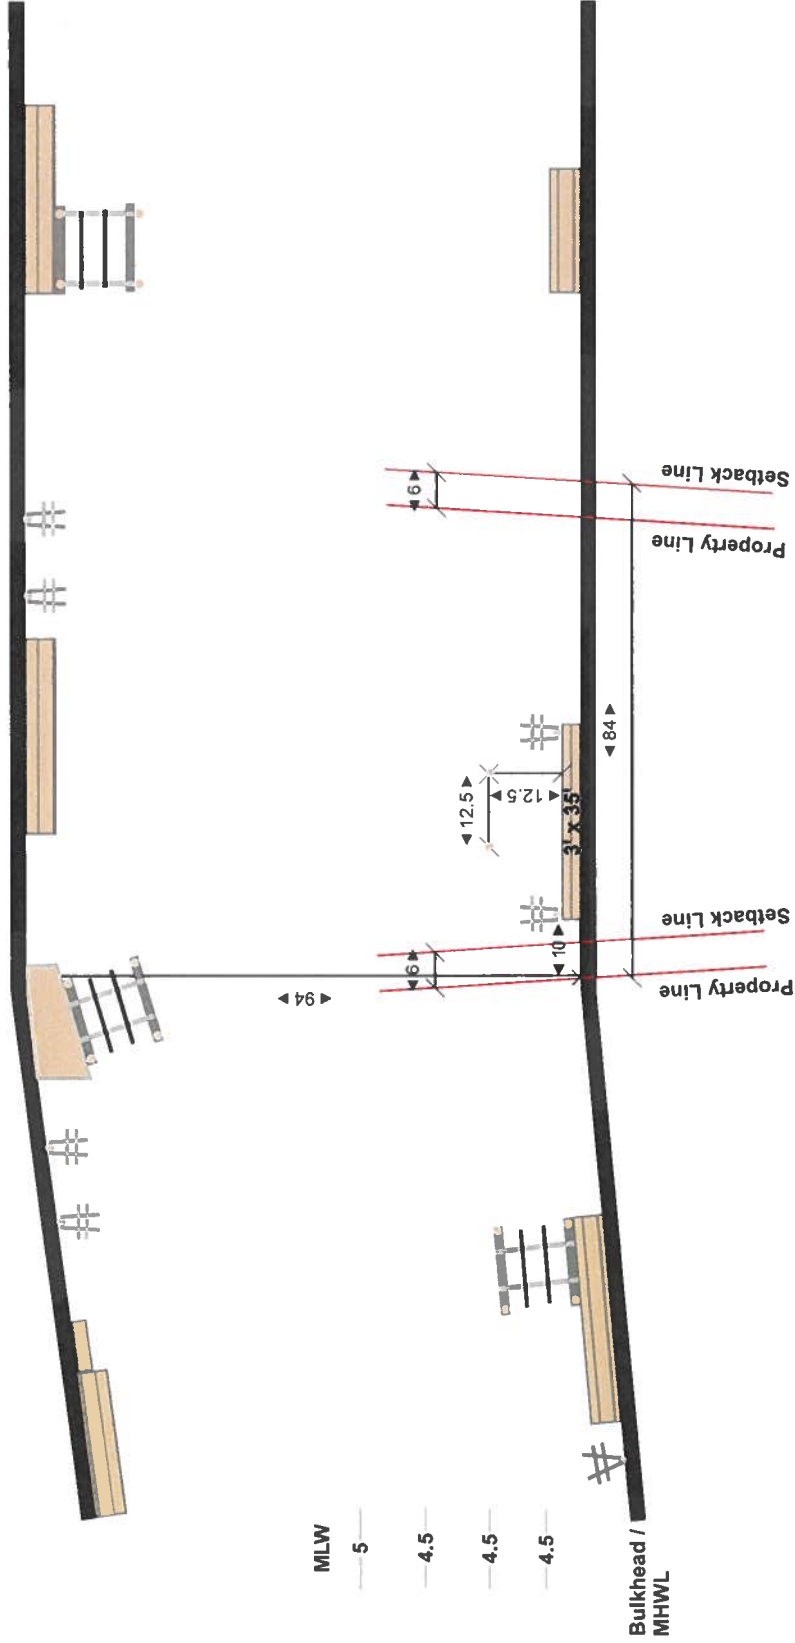 Setback Line
Property Line
6
84
12.5
12.5
3' x 35'
10
6
94
Setback Line
Property Line
MLW
5
4.5
4.5
4.5
Bulkhead /
MHWL